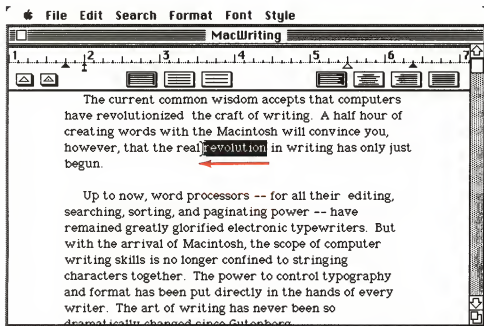 File Edit Search Format Font Style
MacWriting
1 2 3 4 5 6 7
The current common wisdom accepts that computers
have revolutionized the craft of writing. A half hour of
creating words with the Macintosh will convince you,
however, that the real revolution in writing has only just
begun.
Up to now, word processors -- for all their editing,
searching, sorting, and paginating power -- have
remained greatly glorified electronic typewriters. But
with the arrival of Macintosh, the scope of computer
writing skills is no longer confined to stringing
characters together. The power to control typography
and format has been put directly in the hands of every
writer. The art of writing has never been so
dramatically changed since Gutenberg